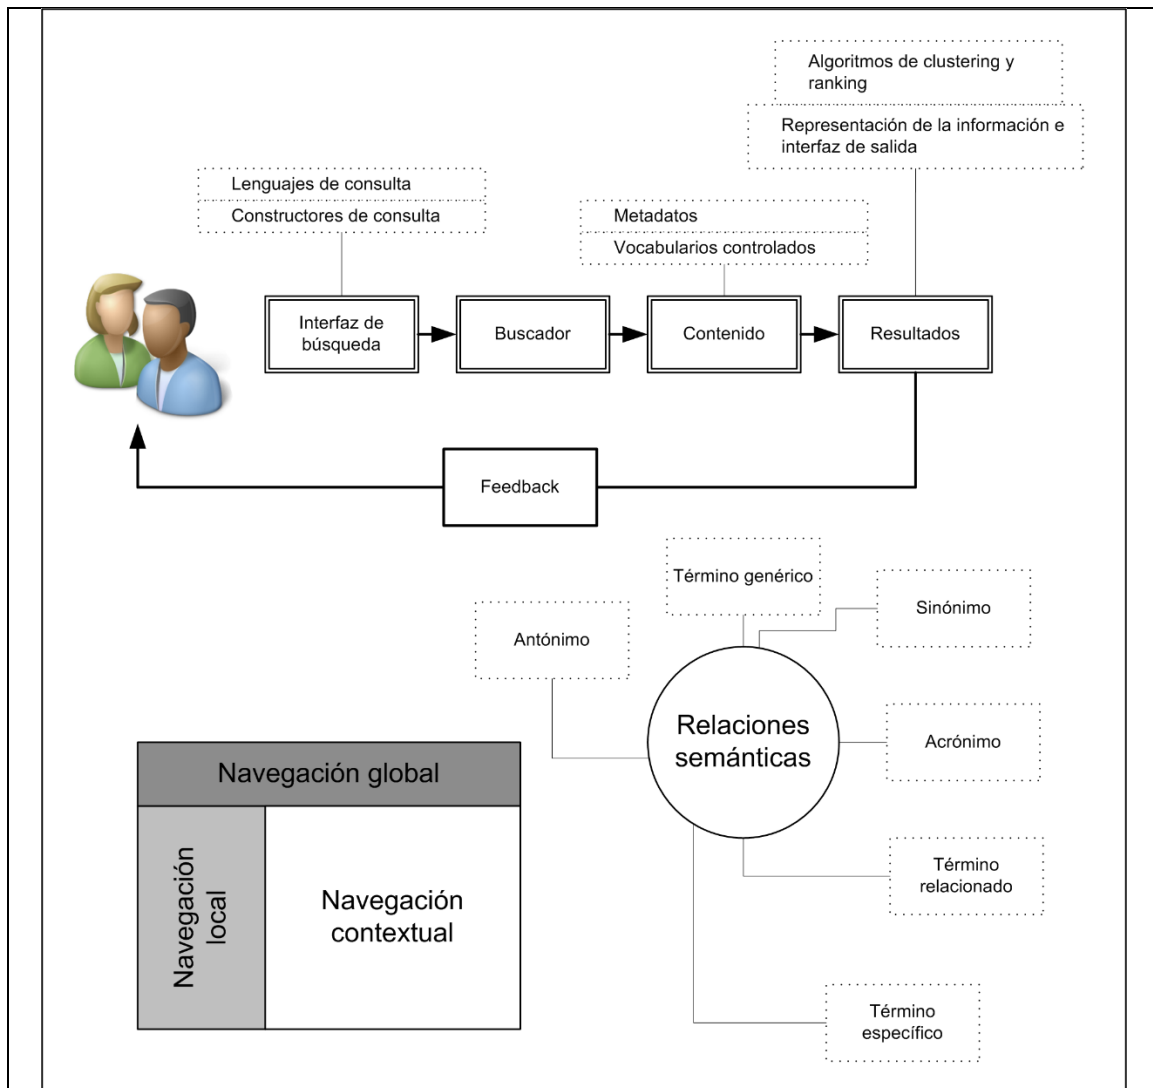 Algoritmos de clustering y
ranking
Representación de la información e
interfaz de salida
Lenguajes de consulta
Constructores de consulta
Metadatos
Vocabularios controlados
Interfaz de
búsqueda
Buscador
Contenido
Resultados
Feedback
Término genérico
Sinónimo
Antónimo
Relaciones
semánticas
Acrónimo
Término
relacionado
Término
específico
Navegación global
Navegación
local
Navegación
contextual